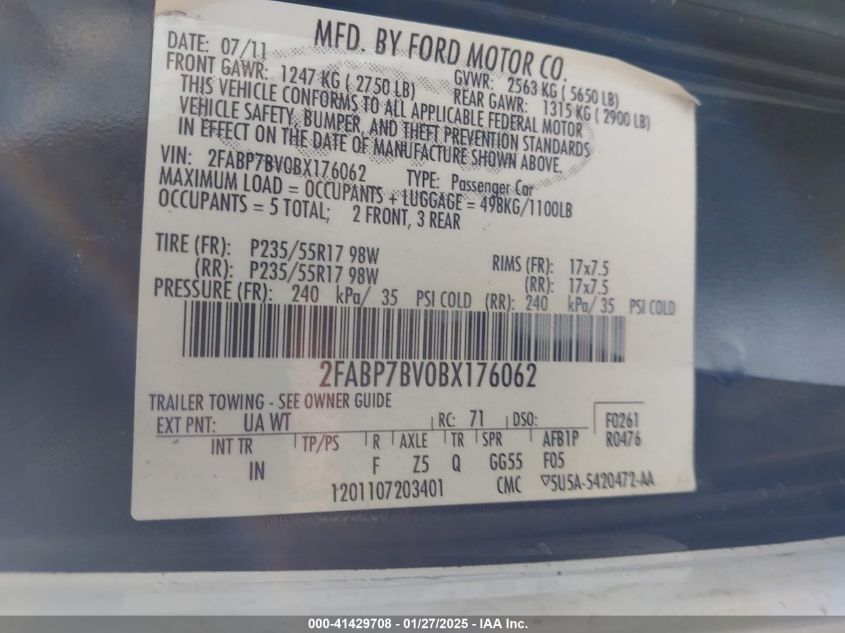 MFD. BY FORD MOTOR CO.
DATE: 07/11 GVWR: 2563 KG ( 5650 LB)
FRONT GAWR: 1247 KG ( 2750 LB) REAR GAWR: 1315 KG ( 2900 LB)
THIS VEHICLE CONFORMS TO ALL APPLICABLE FEDERAL MOTOR
VEHICLE SAFETY, BUMPER, AND THEFT PREVENTION STANDARDS
IN EFFECT ON THE DATE OF MANUFACTURE SHOWN ABOVE.
VIN: 2FABP7BV0BX176062 TYPE: Passenger Car
MAXIMUM LOAD = OCCUPANTS + LUGGAGE = 498KG/1100LB
OCCUPANTS = 5 TOTAL; 2 FRONT, 3 REAR
TIRE (FR): P235/55R17 98W RIMS (FR): 17x7.5
(RR): P235/55R17 98W (RR): 17x7.5
PRESSURE (FR): 240 kPa/ 35 PSI COLD (RR): 240 kPa/ 35 PSI COLD
2FABP7BV0BX176062
TRAILER TOWING - SEE OWNER GUIDE
EXT PNT: UA WT RC: 71 DSO: F0261
INT TR TP/PS R AXLE TR SPR AFB1P R0476
IN F Z5 Q GG55 F05
1201107203401 CMC ▽5U5A-5420472-AA
000-41429708 - 01/27/2025 - IAA Inc.